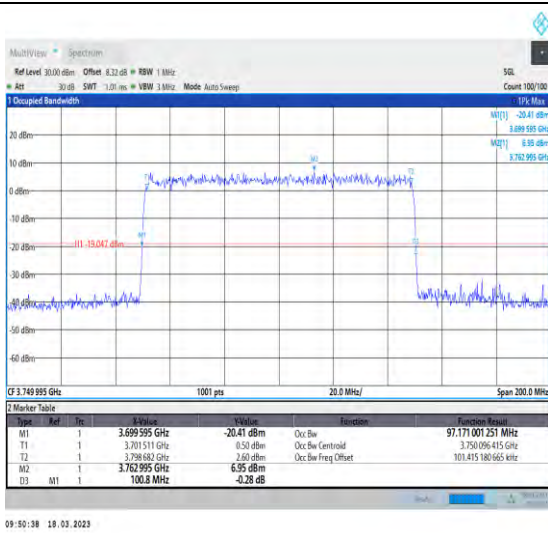 MultiView Spectrum
Ref Level 30.00 dBm Offset 8.32 dB RBW 1 MHz SGL
Att 30 dB SWT 1.01 ms VBW 3 MHz Mode Auto Sweep Count 100/100
1 Occupied Bandwidth 1Pk Max
M1[1] -20.41 dBm
3.699 595 GHz
20 dBm M2[1] 6.95 dBm
3.762 995 GHz
10 dBm M2
T1 T2
0 dBm
-10 dBm
M1
-20 dBm H1 -19.047 dBm
-30 dBm
-40 dBm
-50 dBm
-60 dBm
CF 3.749 995 GHz 1001 pts 20.0 MHz/ Span 200.0 MHz
2 Marker Table
Type Ref Trc X-Value Y-Value Function Function Result
M1 1 3.699 595 GHz -20.41 dBm Occ Bw 97.171 001 251 MHz
T1 1 3.701 511 GHz 0.50 dBm Occ Bw Centroid 3.750 096 415 GHz
T2 1 3.798 682 GHz 2.60 dBm Occ Bw Freq Offset 101.415 180 665 kHz
M2 1 3.762 995 GHz 6.95 dBm
D3 M1 1 100.8 MHz -0.28 dB
09:50:38 18.03.2023